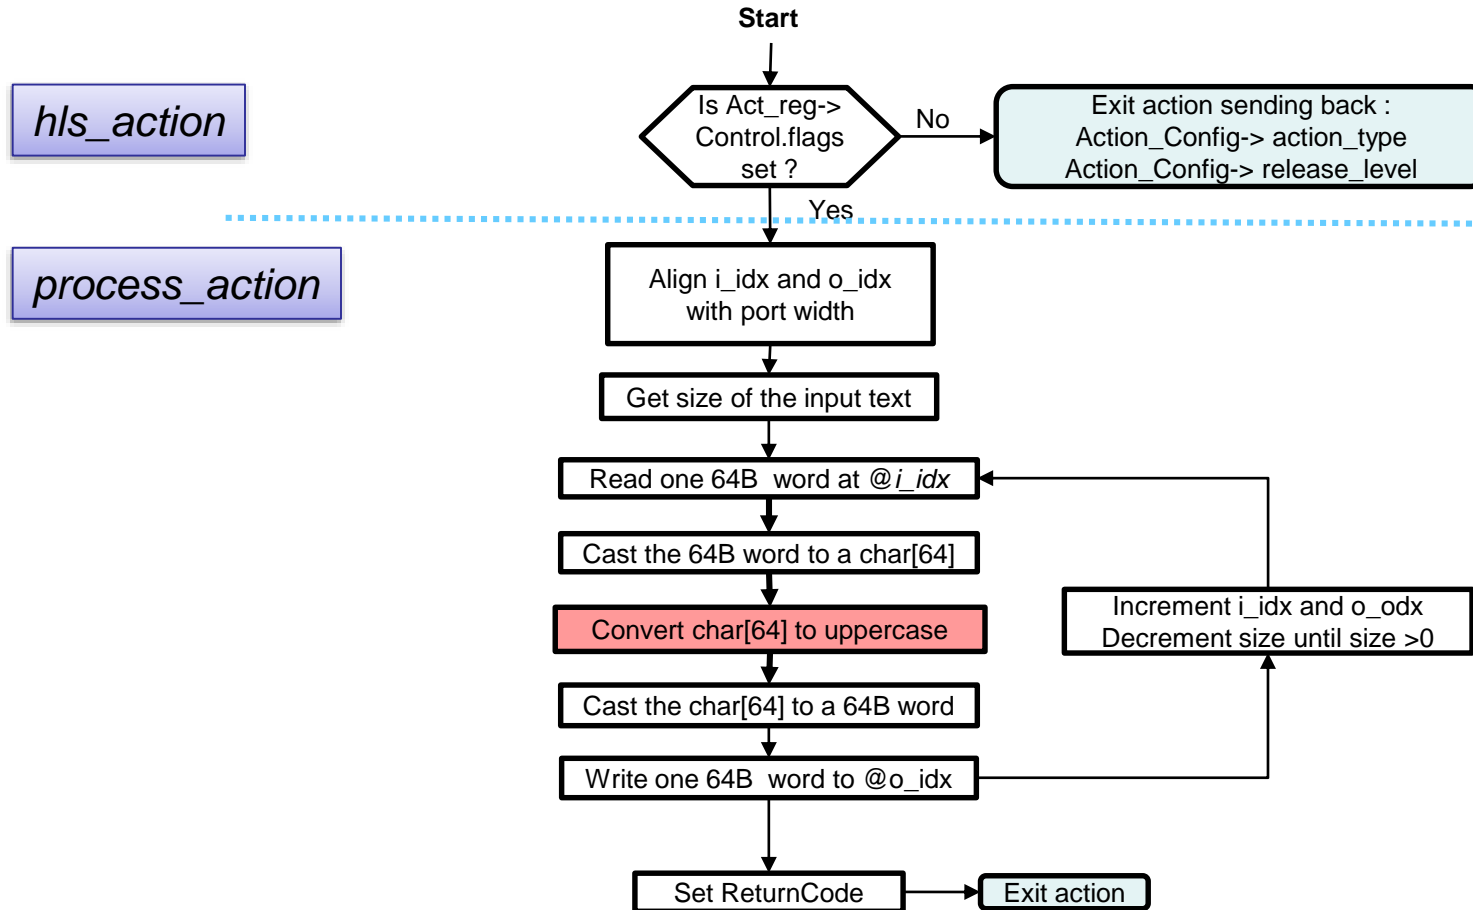 Start
hls_action
Is Act_reg->
Control.flags
set ?
No
Exit action sending back :
Action_Config-> action_type
Action_Config-> release_level
Yes
process_action
Align i_idx and o_idx
with port width
Get size of the input text
Read one 64B  word at @i_idx
Cast the 64B word to a char[64]
Convert char[64] to uppercase
Increment i_idx and o_odx
Decrement size until size >0
Cast the char[64] to a 64B word
Write one 64B  word to @o_idx
Set ReturnCode
Exit action